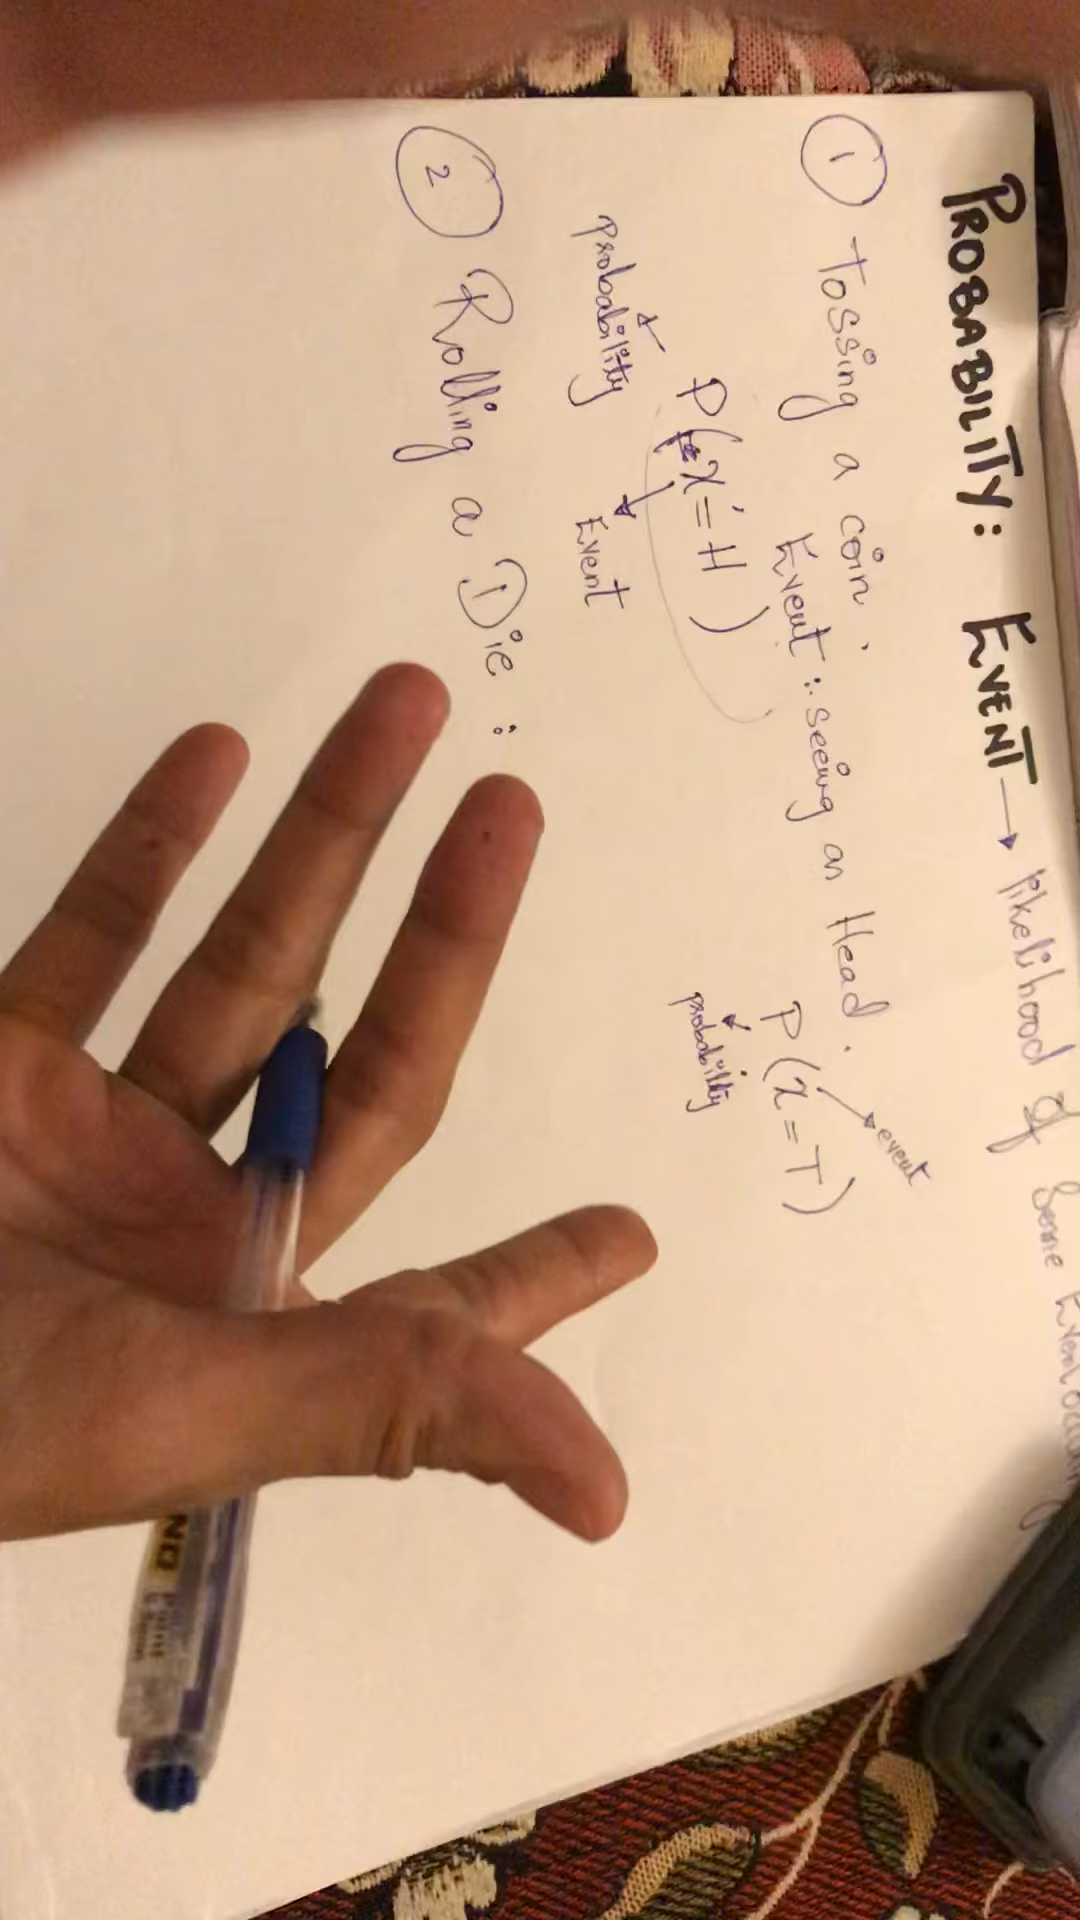 PROBABILITY: EVENT → likelihood of Some Event
① Tossing a coin.
Event: seeing an Head.
P(x=H)
probability
Event
P(x=T)
event
probability
② Rolling a Die: